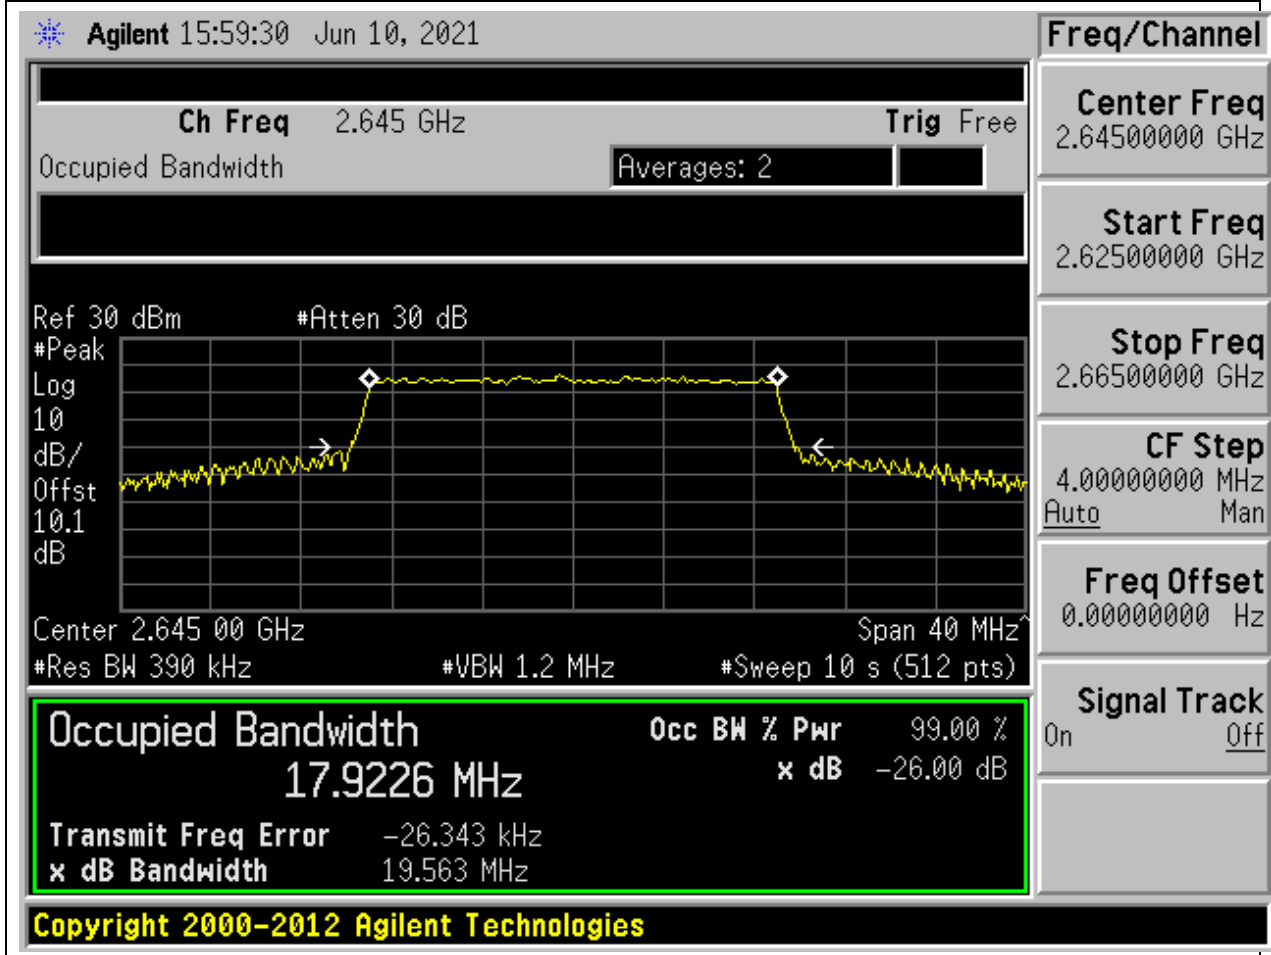 Agilent 15:59:30 Jun 10, 2021
Freq/Channel
Ch Freq 2.645 GHz Trig Free
Occupied Bandwidth Averages: 2
Center Freq
2.64500000 GHz
Start Freq
2.62500000 GHz
Stop Freq
2.66500000 GHz
CF Step
4.00000000 MHz
Auto Man
Freq Offset
0.00000000 Hz
Signal Track
On Off
Ref 30 dBm #Atten 30 dB
#Peak
Log
10
dB/
Offst
10.1
dB
Center 2.645 00 GHz Span 40 MHz^
#Res BW 390 kHz #VBW 1.2 MHz #Sweep 10 s (512 pts)
Occupied Bandwidth Occ BW % Pwr 99.00 %
17.9226 MHz x dB -26.00 dB
Transmit Freq Error -26.343 kHz
x dB Bandwidth 19.563 MHz
Copyright 2000-2012 Agilent Technologies